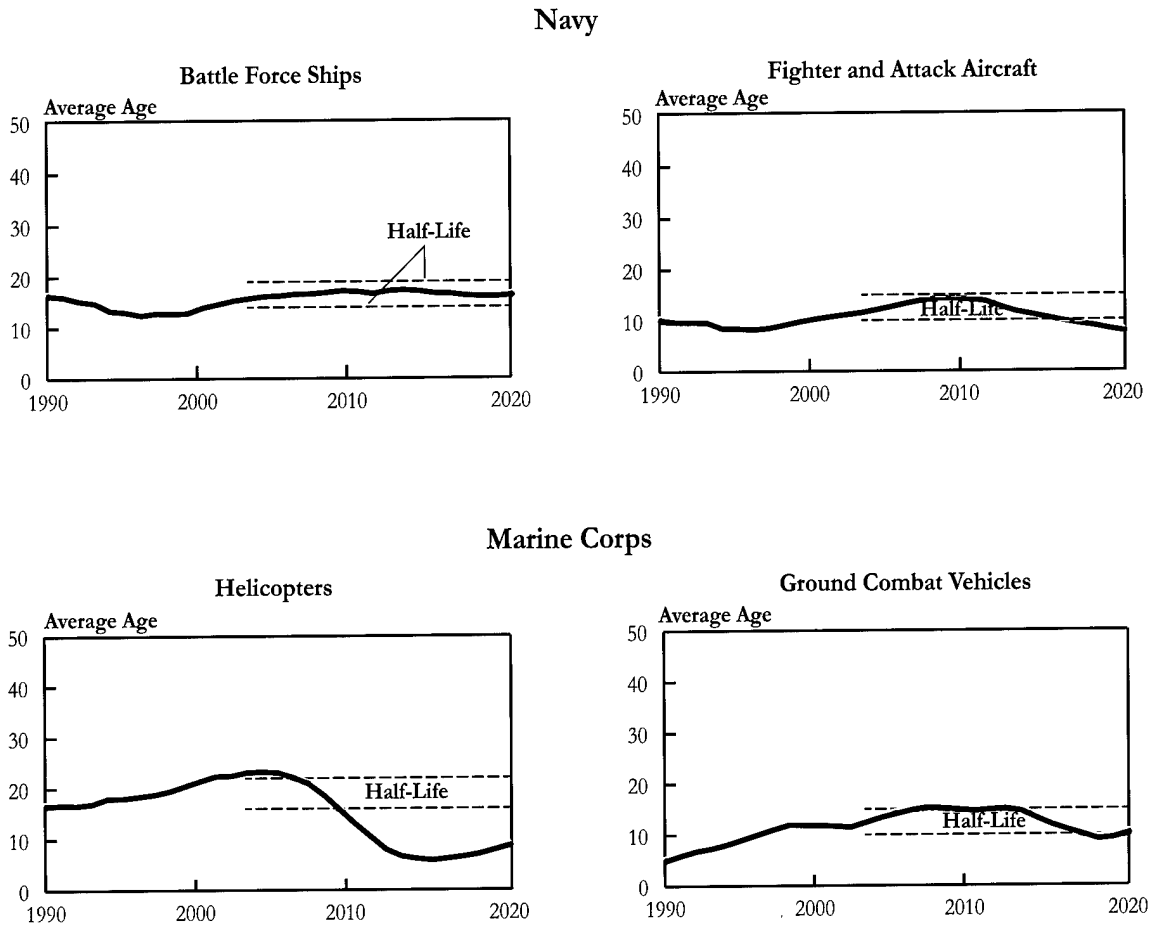 Navy
Battle Force Ships
Average Age
50
40
30
20
10
0
Half-Life
1990
2000
2010
2020
Fighter and Attack Aircraft
Average Age
50
40
30
20
10
0
Half-Life
1990
2000
2010
2020
Marine Corps
Helicopters
Average Age
50
40
30
20
10
0
Half-Life
1990
2000
2010
2020
Ground Combat Vehicles
Average Age
50
40
30
20
10
0
Half-Life
1990
2000
2010
2020